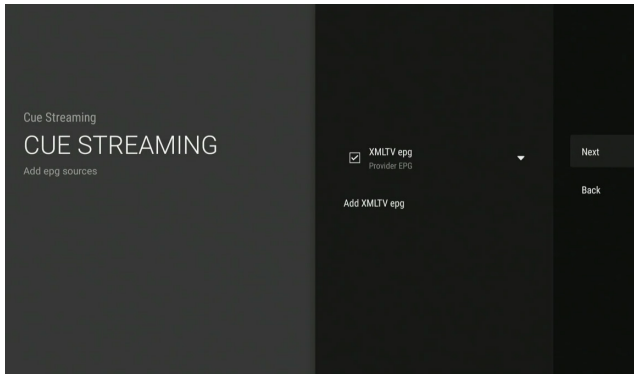 Cue Streaming
CUE STREAMING
Add epg sources
XMLTV epg
Provider EPG
Add XMLTV epg
Next
Back